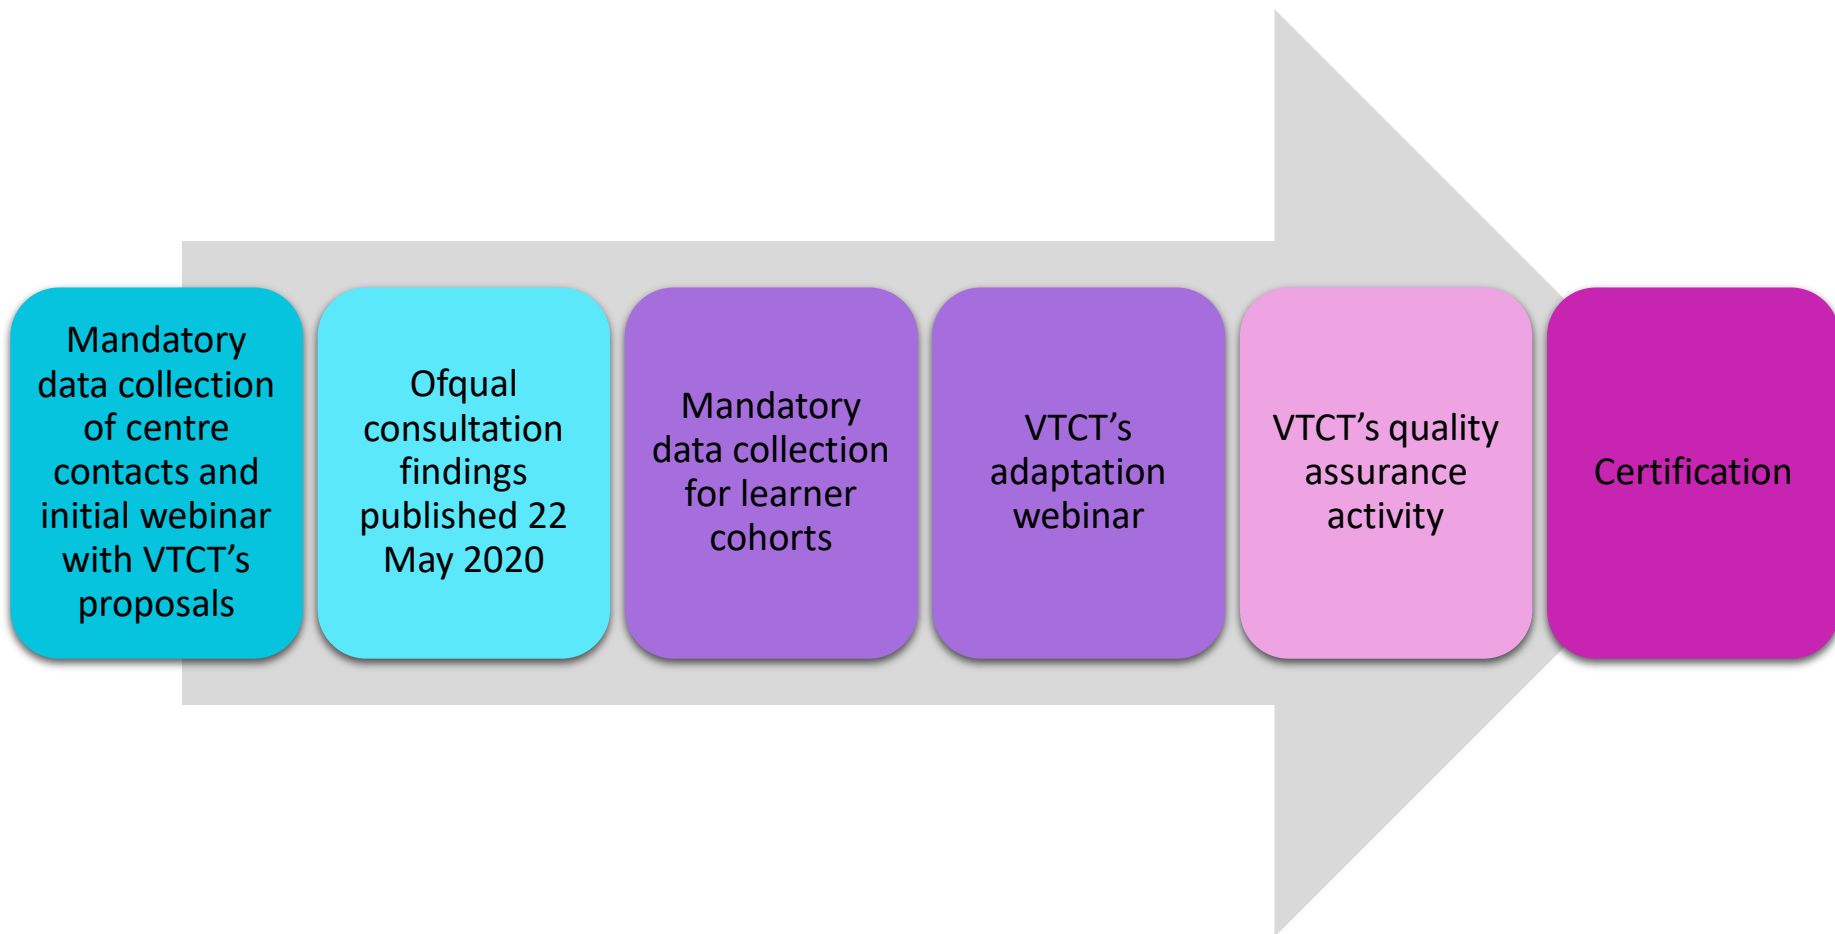 Mandatory
data collection
of centre
contacts and
initial webinar
with VTCT’s
proposals
Ofqual
consultation
findings
published 22
May 2020
Mandatory
data collection
for learner
cohorts
VTCT’s
adaptation
webinar
VTCT’s quality
assurance
activity
Certification